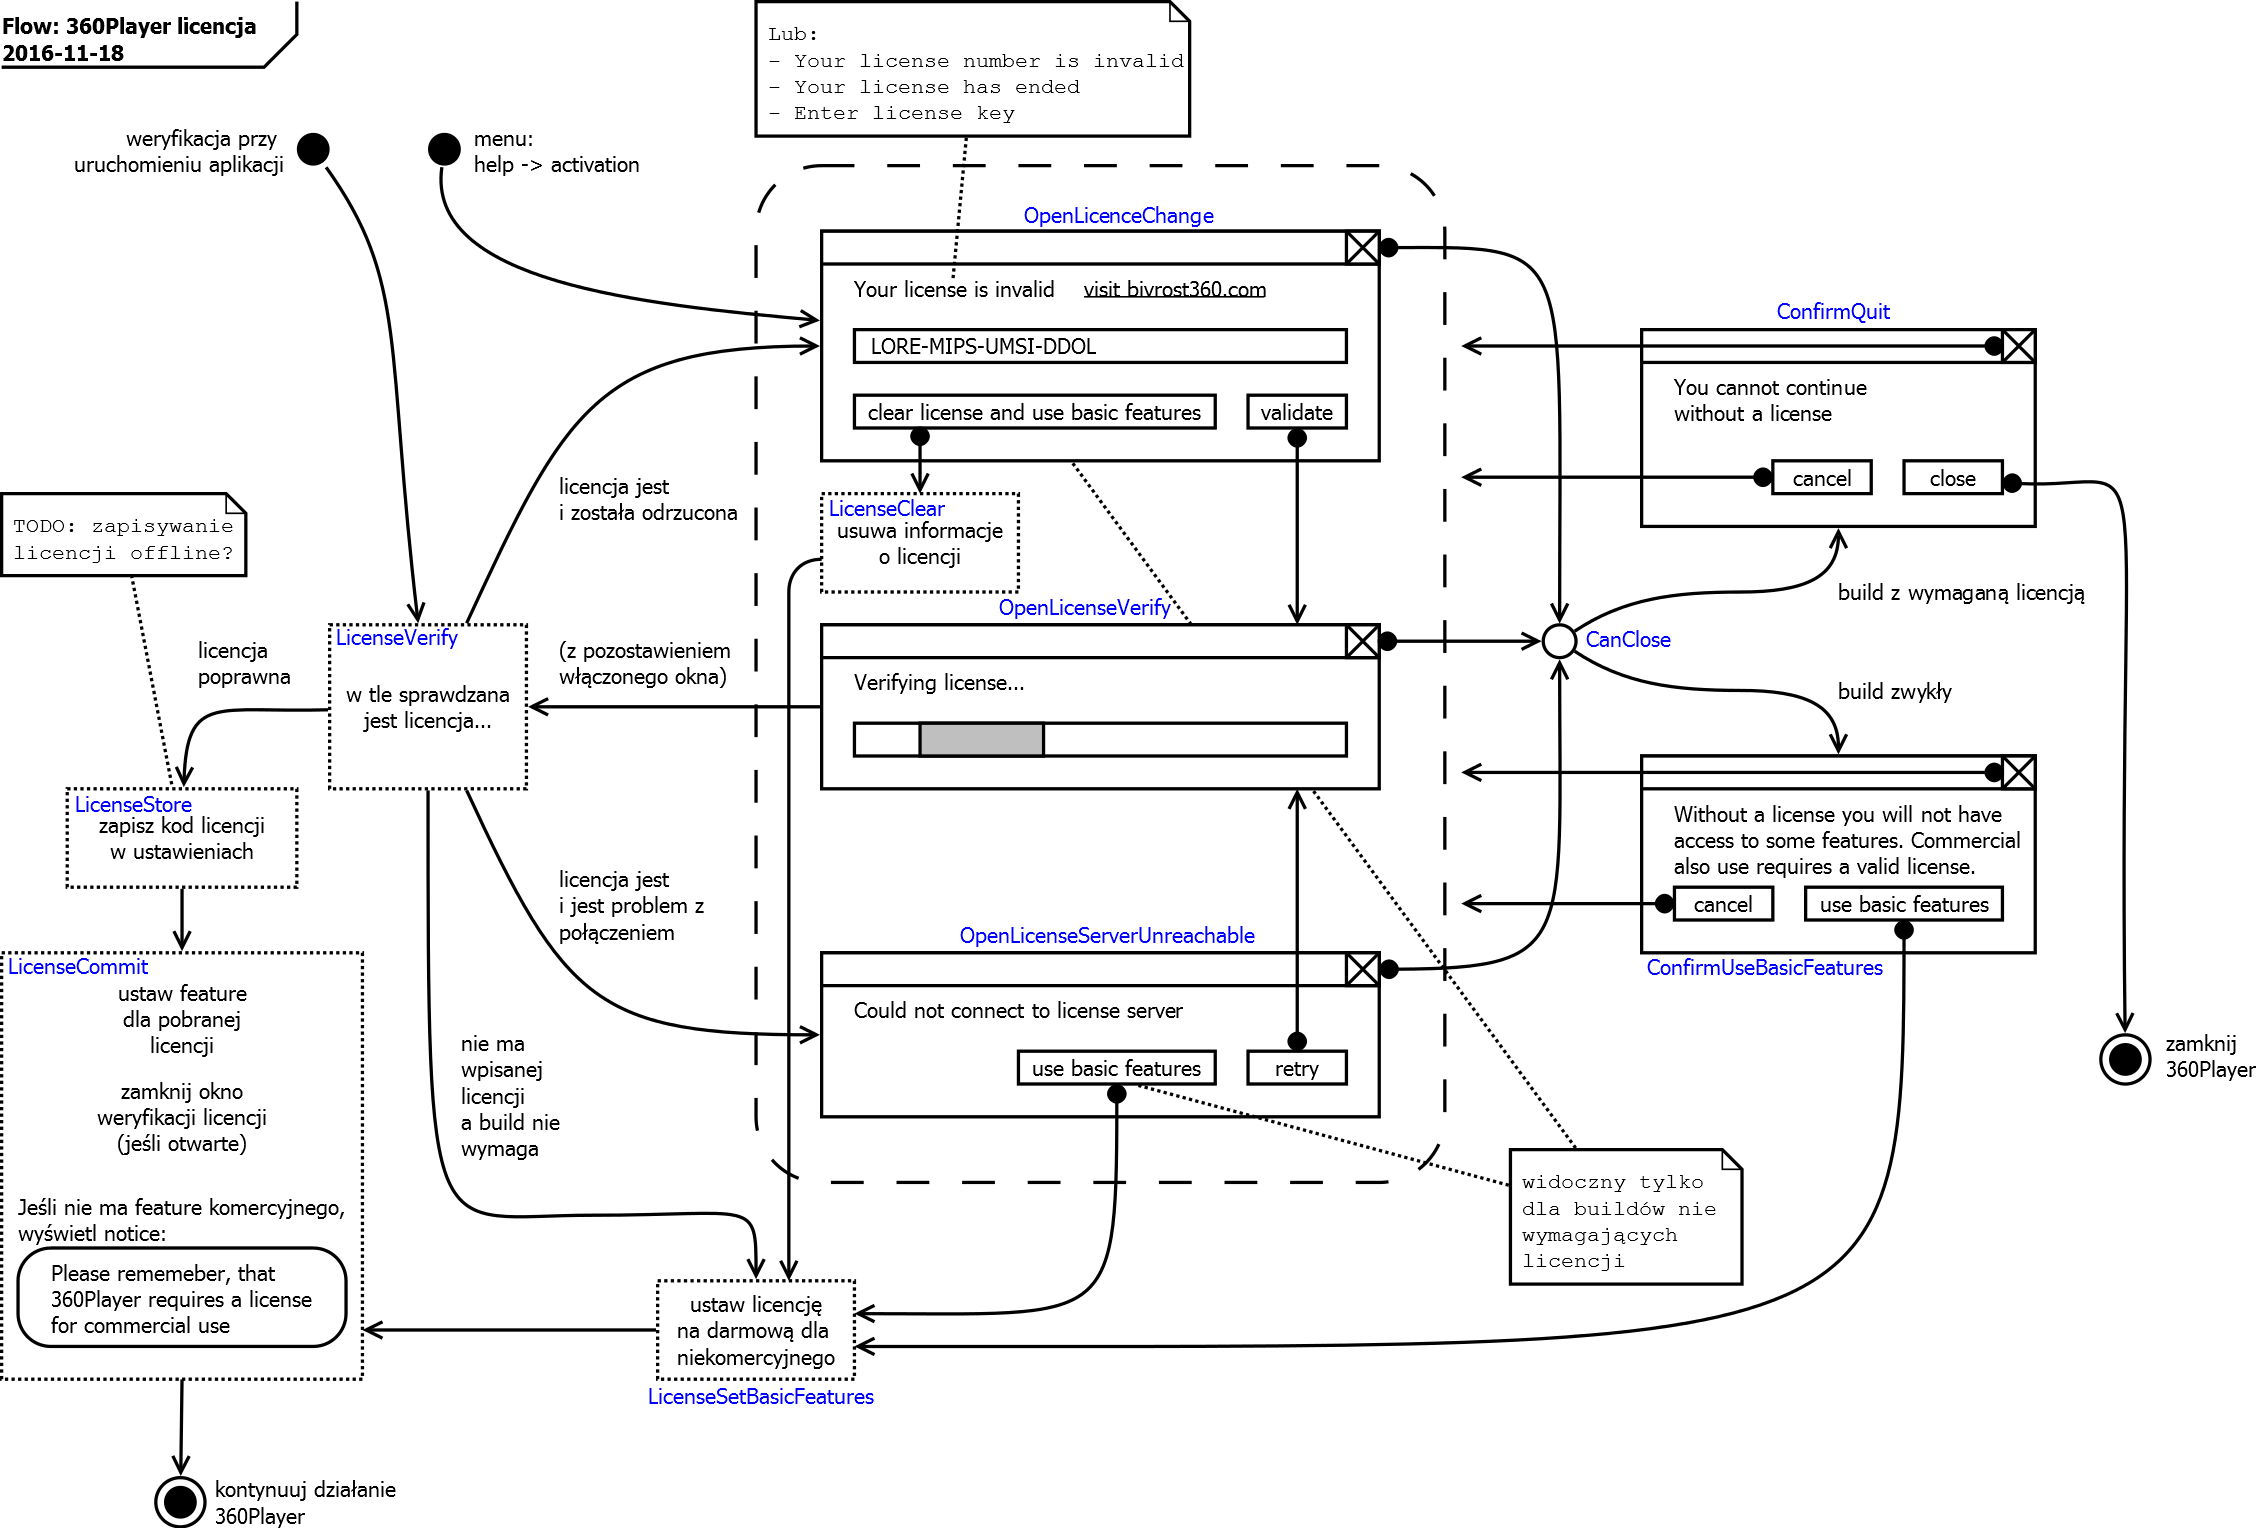 Flow: 360Player licencja
2016-11-18
Lub:
- Your license number is invalid
- Your license has ended
- Enter license key
weryfikacja przy
uruchomieniu aplikacji
menu:
help -> activation
OpenLicenceChange
Your license is invalid
visit bivrost360.com
LORE-MIPS-UMSI-DDOL
clear license and use basic features
validate
ConfirmQuit
You cannot continue
without a license
cancel
close
licencja jest
i została odrzucona
TODO: zapisywanie
licencji offline?
LicenseClear
usuwa informacje
o licencji
build z wymaganą licencją
OpenLicenseVerify
Verifying license...
CanClose
build zwykły
LicenseVerify
w tle sprawdzana
jest licencja...
licencja
poprawna
(z pozostawieniem
włączonego okna)
LicenseStore
zapisz kod licencji
w ustawieniach
Without a license you will not have
access to some features. Commercial
also use requires a valid license.
cancel
use basic features
ConfirmUseBasicFeatures
licencja jest
i jest problem z
połączeniem
OpenLicenseServerUnreachable
Could not connect to license server
use basic features
retry
LicenseCommit
ustaw feature
dla pobranej
licencji
zamknij okno
weryfikacji licencji
(jeśli otwarte)
Jeśli nie ma feature komercyjnego,
wyświetl notice:
Please rememeber, that
360Player requires a license
for commercial use
nie ma
wpisanej
licencji
a build nie
wymaga
zamknij
360Player
widoczny tylko
dla buildów nie
wymagających
licencji
ustaw licencję
na darmową dla
niekomercyjnego
LicenseSetBasicFeatures
kontynuuj działanie
360Player